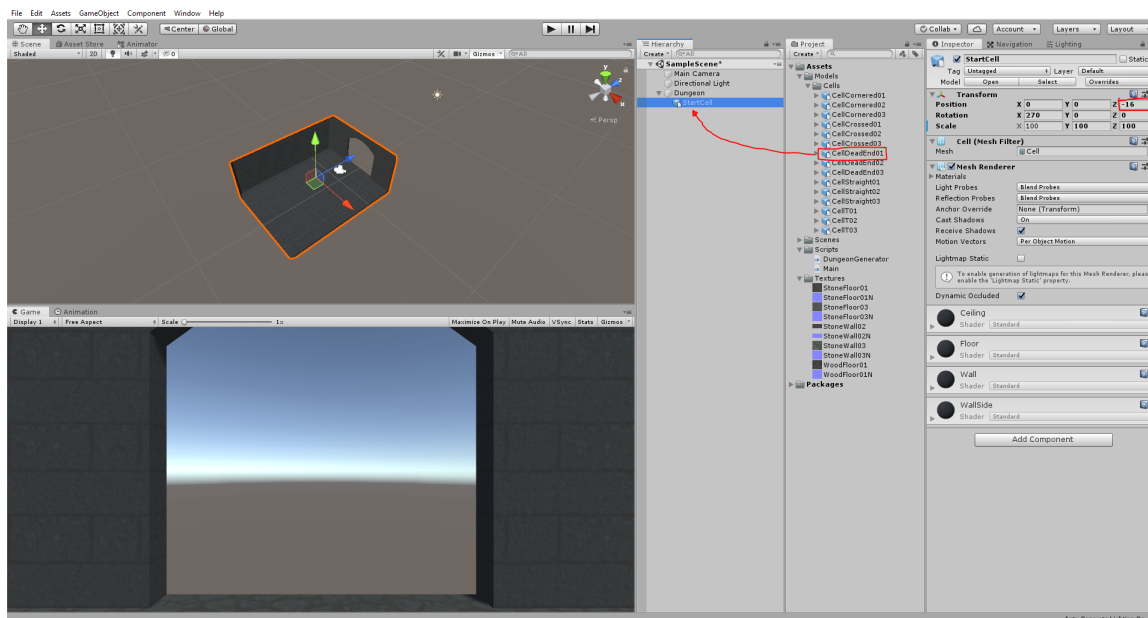 File Edit Assets GameObject Component Window Help
Center Global
Collab Account Layers Layout
Scene Asset Store Animator
Shaded 2D 0 Gizmos All
y
z
x
Persp
Game Animation
Display 1 Free Aspect Scale 1x Maximize On Play Mute Audio VSync Stats Gizmos
Hierarchy
Create All
SampleScene*
Main Camera
Directional Light
Dungeon
StartCell
Project
Create
Assets
Models
Cells
CellCornered01
CellCornered02
CellCornered03
CellCrossed01
CellCrossed02
CellCrossed03
CellDeadEnd01
CellDeadEnd02
CellDeadEnd03
CellStraight01
CellStraight02
CellStraight03
CellT01
CellT02
CellT03
Scenes
Scripts
DungeonGenerator
Main
Textures
StoneFloor01
StoneFloor01N
StoneFloor03
StoneFloor03N
StoneWall02
StoneWall02N
StoneWall03
StoneWall03N
WoodFloor01
WoodFloor01N
Packages
Inspector Navigation Lighting
StartCell Static
Tag Untagged Layer Default
Model Open Select Overrides
Transform
Position X 0 Y 0 Z -16
Rotation X 270 Y 0 Z 0
Scale X 100 Y 100 Z 100
Cell (Mesh Filter)
Mesh Cell
Mesh Renderer
Materials
Light Probes Blend Probes
Reflection Probes Blend Probes
Anchor Override None (Transform)
Cast Shadows On
Receive Shadows
Motion Vectors Per Object Motion
Lightmap Static
To enable generation of lightmaps for this Mesh Renderer, pleas
enable the 'Lightmap Static' property.
Dynamic Occluded
Ceiling
Shader Standard
Floor
Shader Standard
Wall
Shader Standard
WallSide
Shader Standard
Add Component